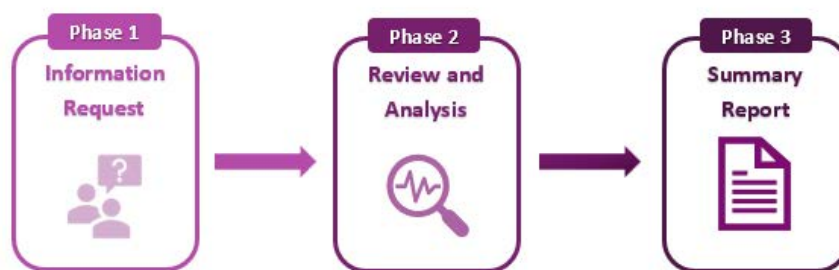 Phase 1
Information
Request
?
Phase 2
Review and
Analysis
Phase 3
Summary
Report